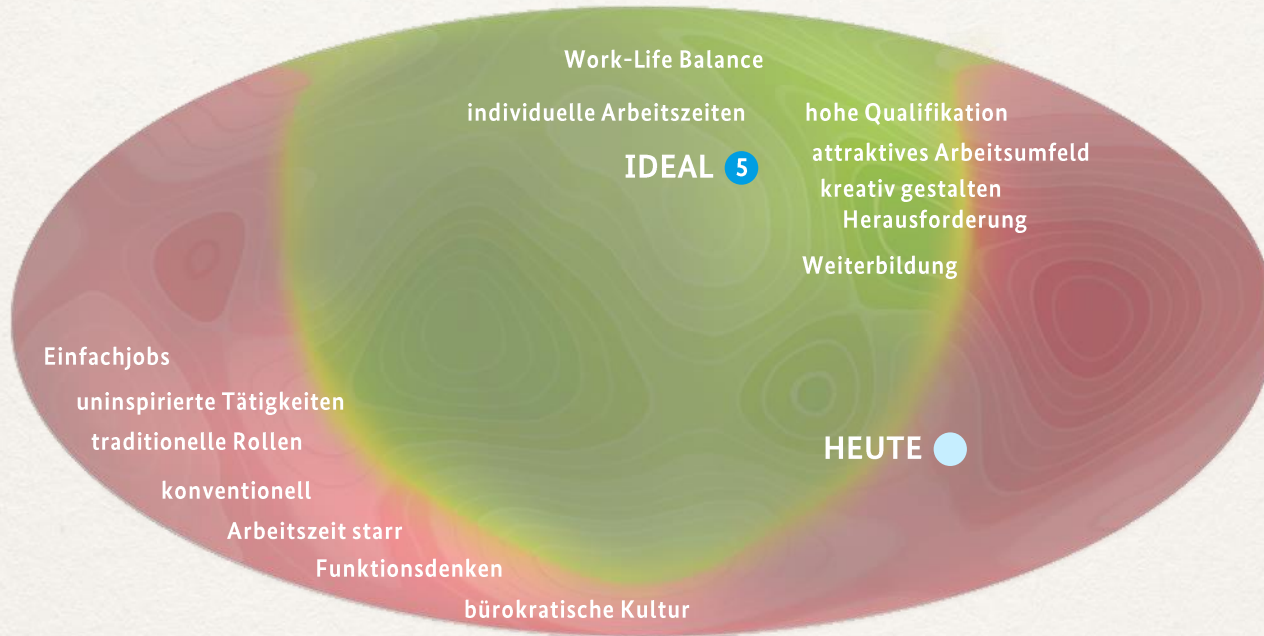 Work-Life Balance
individuelle Arbeitszeiten
hohe Qualifikation
attraktives Arbeitsumfeld
IDEAL 5
kreativ gestalten
Herausforderung
Weiterbildung
Einfachjobs
uninspirierte Tätigkeiten
traditionelle Rollen
HEUTE
konventionell
Arbeitszeit starr
Funktionsdenken
bürokratische Kultur